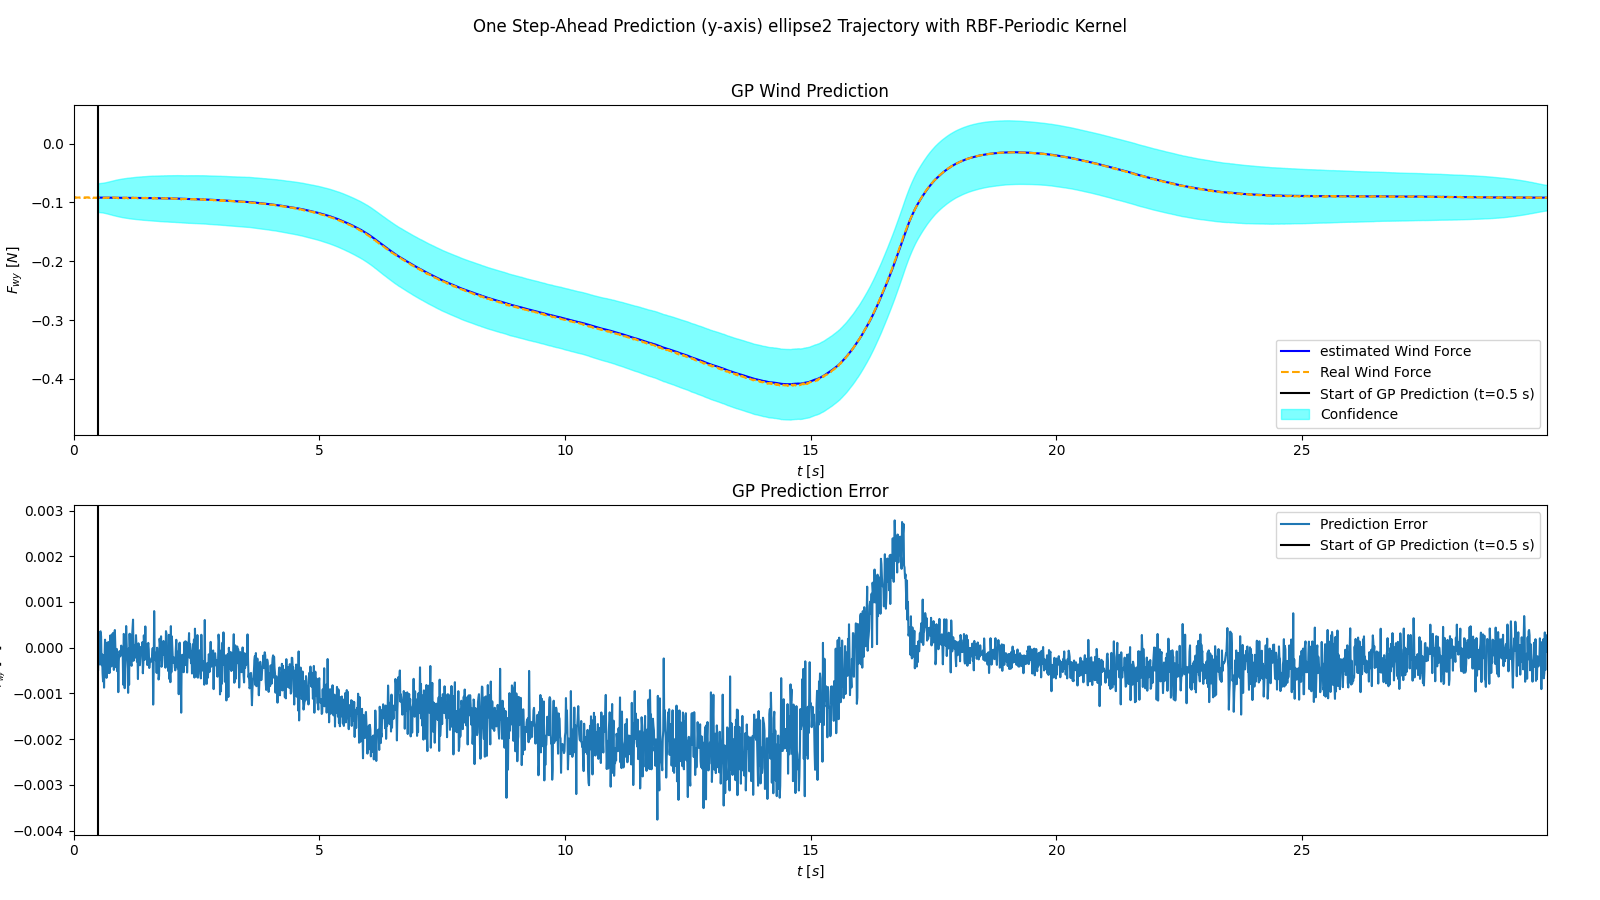 One Step-Ahead Prediction (y-axis) ellipse2 Trajectory with RBF-Periodic Kernel
GP Wind Prediction
0.0
−0.1
−0.2
−0.3
−0.4
F_wy [N]
estimated Wind Force
Real Wind Force
Start of GP Prediction (t=0.5 s)
Confidence
0 5 10 15 20 25
t [s]
GP Prediction Error
0.003
0.002
0.001
0.000
−0.001
−0.002
−0.003
−0.004
Prediction Error
Start of GP Prediction (t=0.5 s)
0 5 10 15 20 25
t [s]